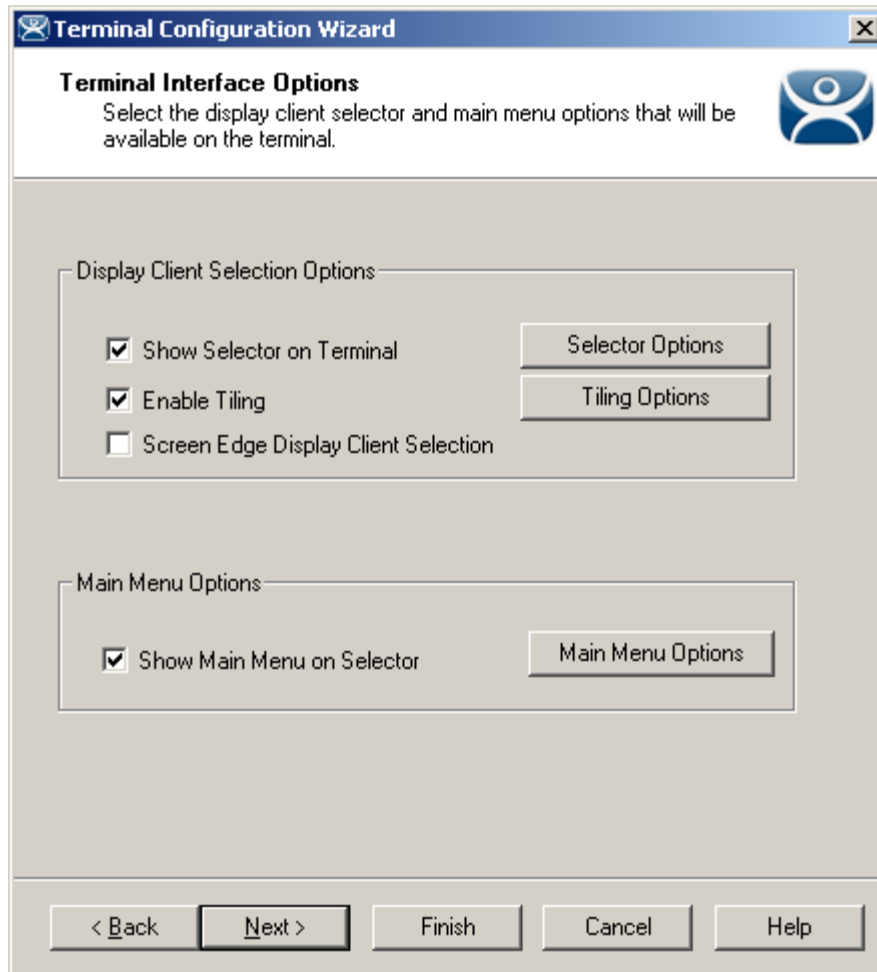 Terminal Configuration Wizard
Terminal Interface Options
Select the display client selector and main menu options that will be
available on the terminal.
Display Client Selection Options
Show Selector on Terminal
Selector Options
Enable Tiling
Tiling Options
Screen Edge Display Client Selection
Main Menu Options
Show Main Menu on Selector
Main Menu Options
< Back
Next >
Finish
Cancel
Help